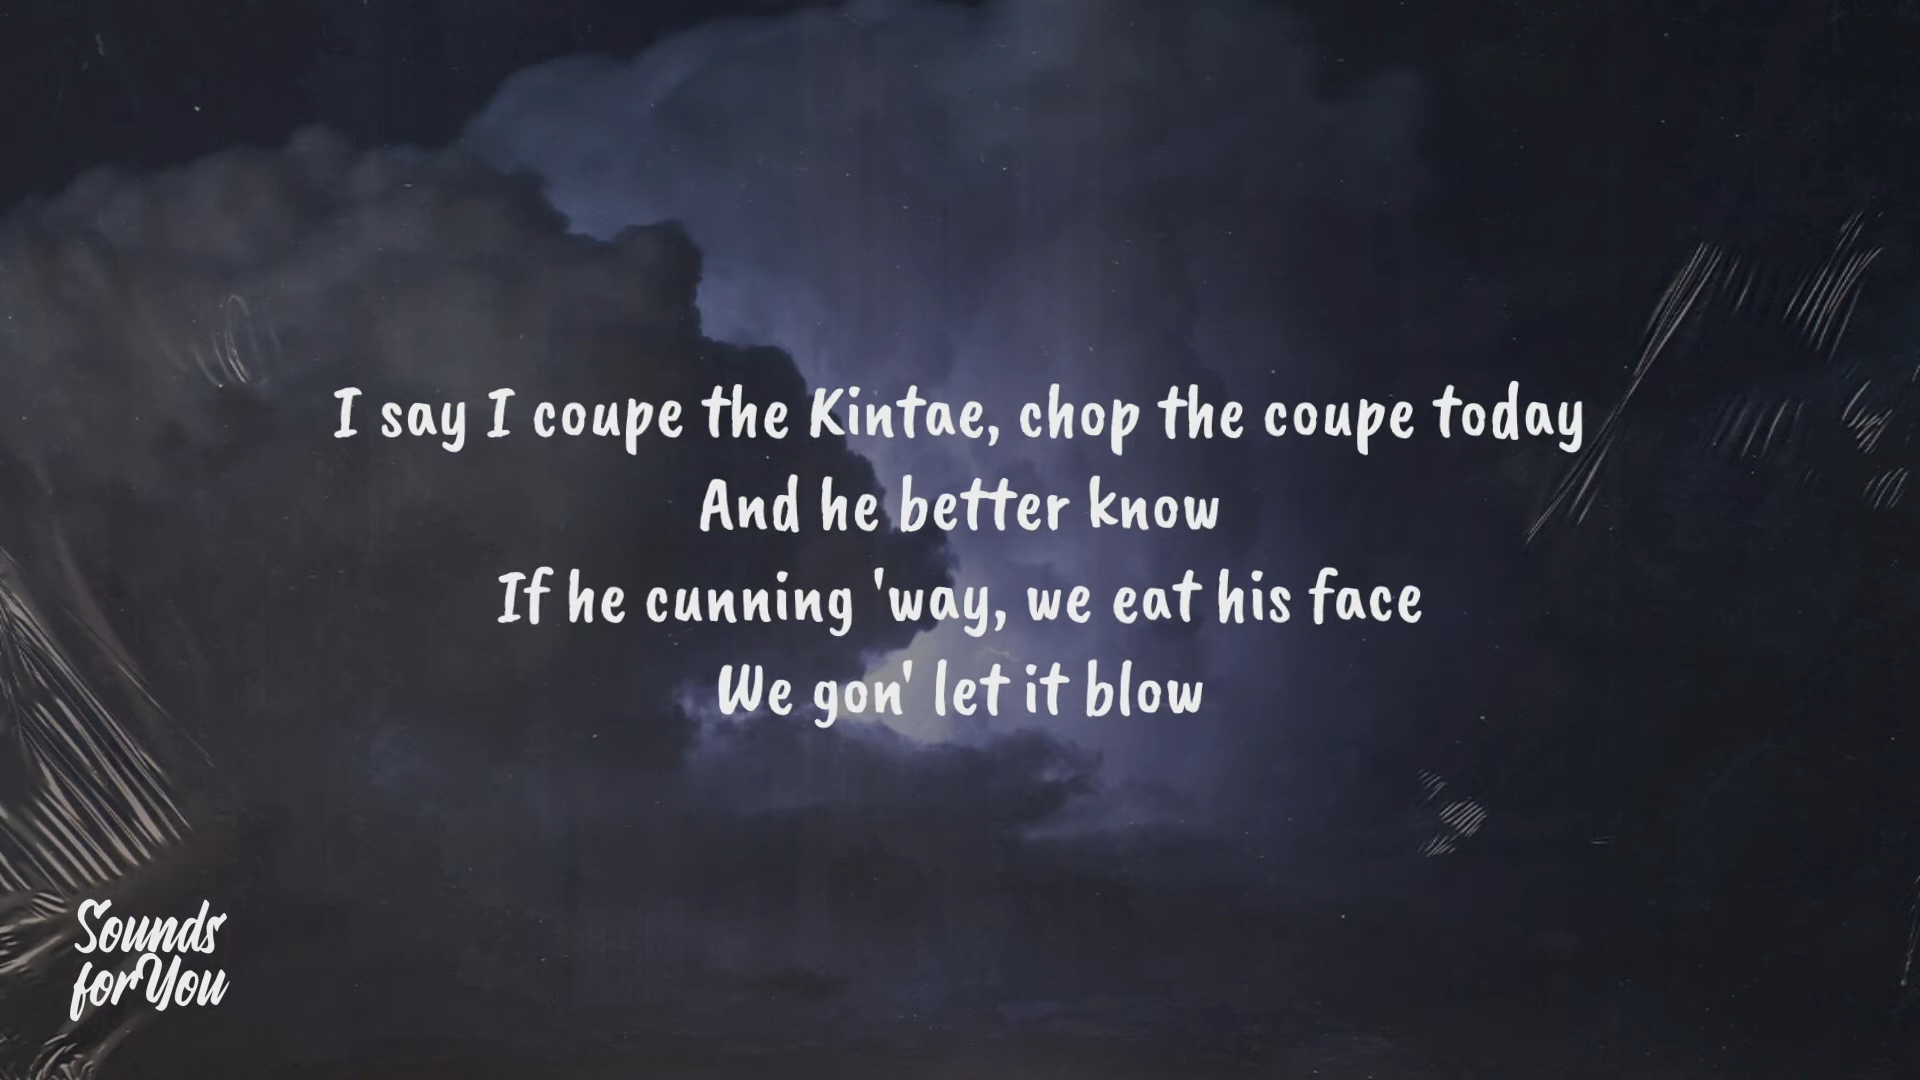 I say I coupe the Kintae, chop the coupe today
And he better know
If he cunning 'way, we eat his face
We gon' let it blow
Sounds
for You